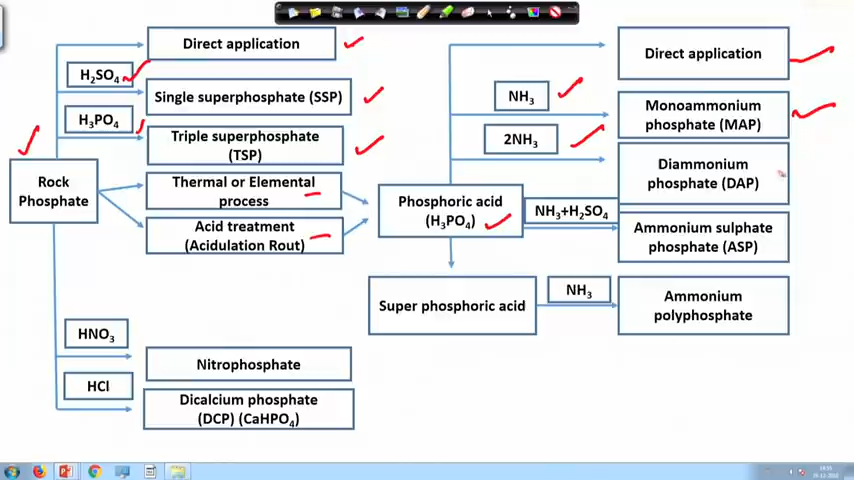 Direct application
H₂SO₄
Single superphosphate (SSP)
H₃PO₄
Triple superphosphate
(TSP)
Rock
Phosphate
Thermal or Elemental
process
Acid treatment
(Acidulation Rout)
HNO₃
Nitrophosphate
HCl
Dicalcium phosphate
(DCP) (CaHPO₄)
Phosphoric acid
(H₃PO₄)
Direct application
NH₃
Monoammonium
phosphate (MAP)
2NH₃
Diammonium
phosphate (DAP)
NH₃+H₂SO₄
Ammonium sulphate
phosphate (ASP)
Super phosphoric acid
NH₃
Ammonium
polyphosphate